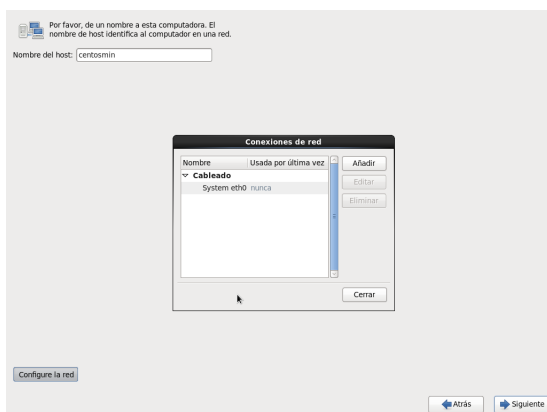 Por favor, de un nombre a esta computadora. El
nombre de host identifica al computador en una red.
Nombre del host: centosmin
Conexiones de red
Nombre Usada por última vez
Añadir
Cableado
Editar
System eth0 nunca
Eliminar
Cerrar
Configure la red
Atrás Siguiente